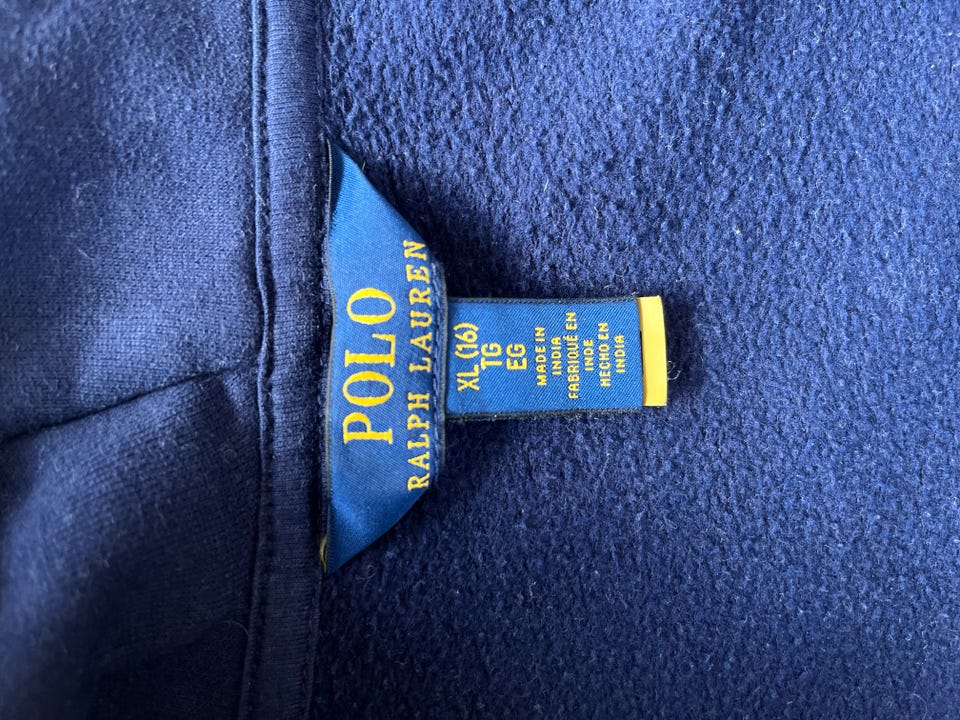 POLO
RALPH LAUREN
XL (16)
TG
EG
MADE IN
INDIA
FABRIQUÉ EN
INDE
HECHO EN
INDIA